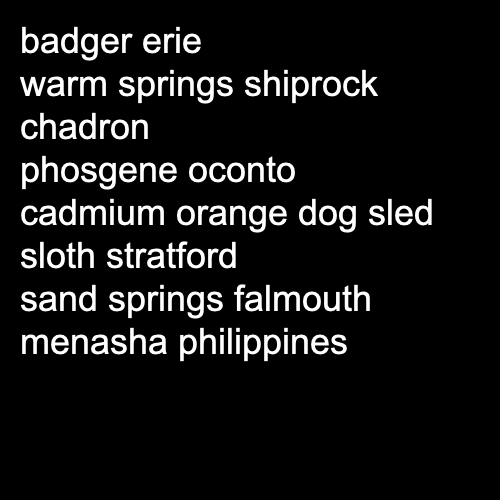 badger erie
warm springs shiprock
chadron
phosgene oconto
cadmium orange dog sled
sloth stratford
sand springs falmouth
menasha philippines